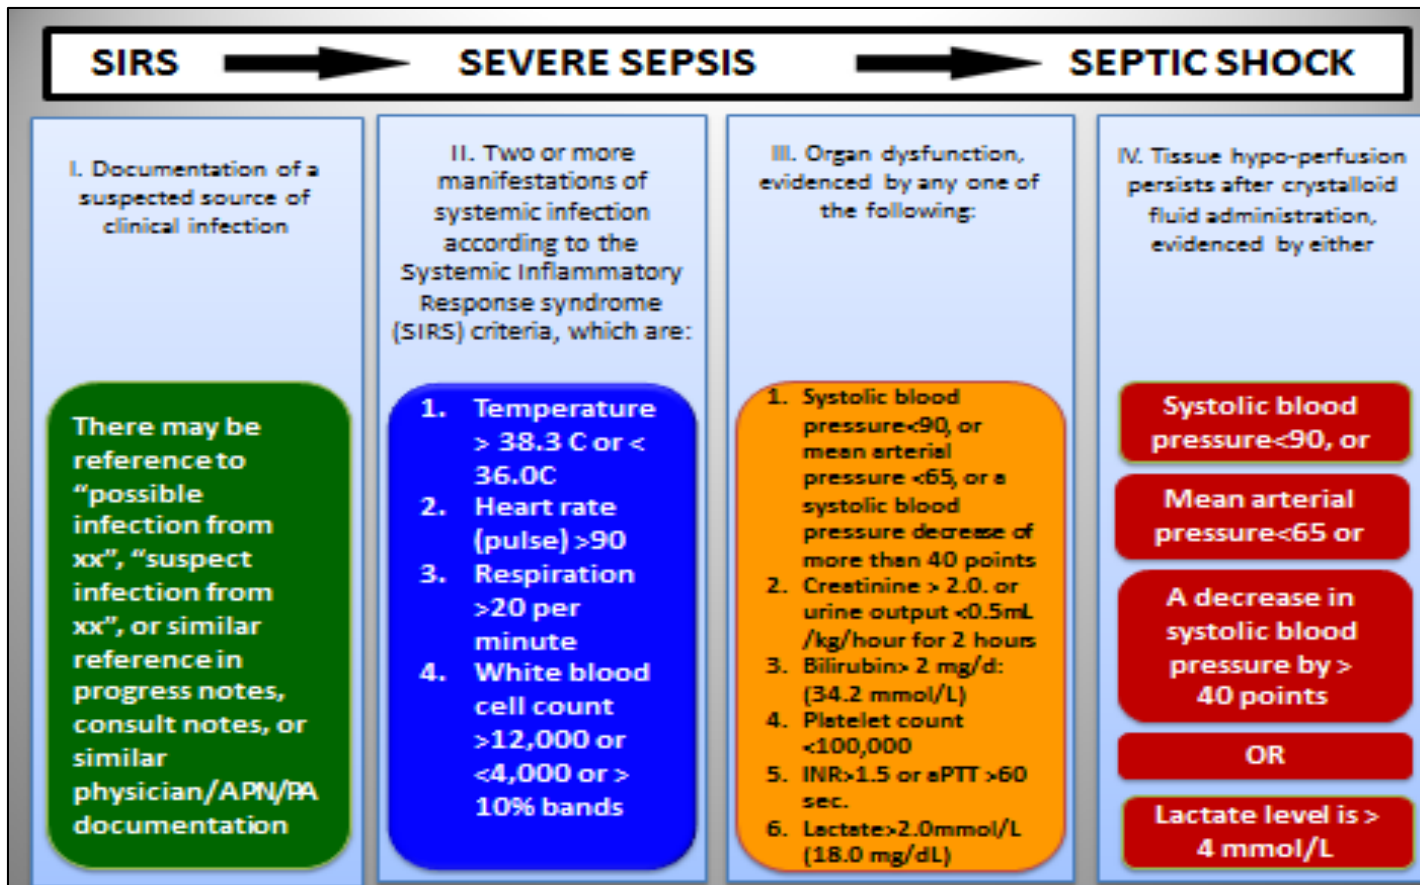 SIRS SEVERE SEPSIS SEPTIC SHOCK
I. Documentation of a
suspected source of
clinical infection
There may be
reference to
“possible
infection from
xx”, “suspect
infection from
xx”, or similar
reference in
progress notes,
consult notes, or
similar
physician/APN/PA
documentation
II. Two or more
manifestations of
systemic infection
according to the
Systemic Inflammatory
Response syndrome
(SIRS) criteria, which are:
1. Temperature
> 38.3 C or <
36.0C
2. Heart rate
(pulse) >90
3. Respiration
>20 per
minute
4. White blood
cell count
>12,000 or
<4,000 or >
10% bands
III. Organ dysfunction,
evidenced by any one of
the following:
1. Systolic blood
pressure<90, or
mean arterial
pressure <65, or a
systolic blood
pressure decrease of
more than 40 points
2. Creatinine > 2.0. or
urine output <0.5mL
/kg/hour for 2 hours
3. Bilirubin> 2 mg/d:
(34.2 mmol/L)
4. Platelet count
<100,000
5. INR>1.5 or aPTT >60
sec.
6. Lactate>2.0mmol/L
(18.0 mg/dL)
IV. Tissue hypo-perfusion
persists after crystalloid
fluid administration,
evidenced by either
Systolic blood
pressure<90, or
Mean arterial
pressure<65 or
A decrease in
systolic blood
pressure by >
40 points
OR
Lactate level is >
4 mmol/L